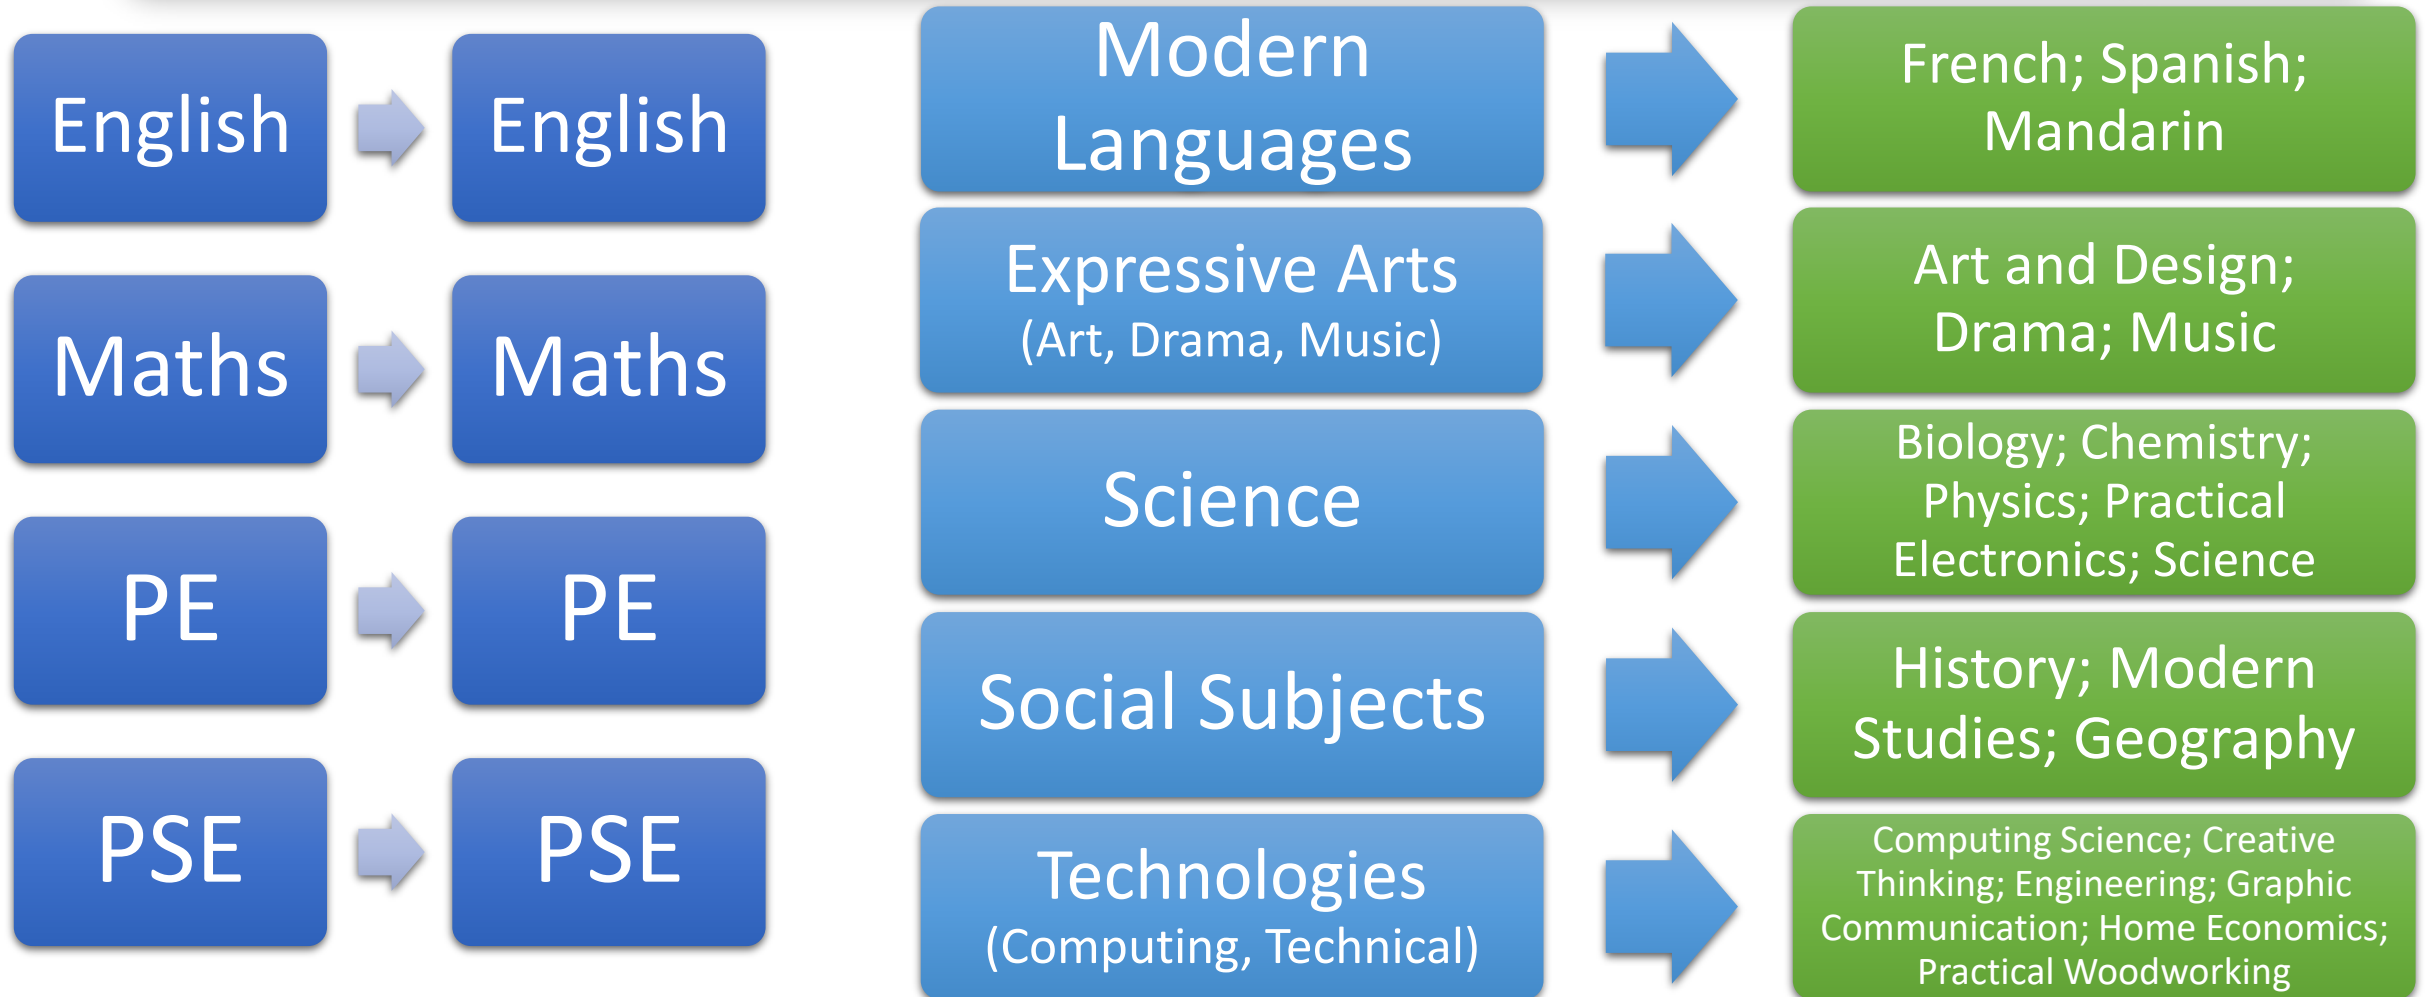 English
English
Maths
Maths
PE
PE
PSE
PSE
Modern
Languages
French; Spanish;
Mandarin
Expressive Arts
(Art, Drama, Music)
Art and Design;
Drama; Music
Science
Biology; Chemistry;
Physics; Practical
Electronics; Science
Social Subjects
History; Modern
Studies; Geography
Technologies
(Computing, Technical)
Computing Science; Creative
Thinking; Engineering; Graphic
Communication; Home Economics;
Practical Woodworking